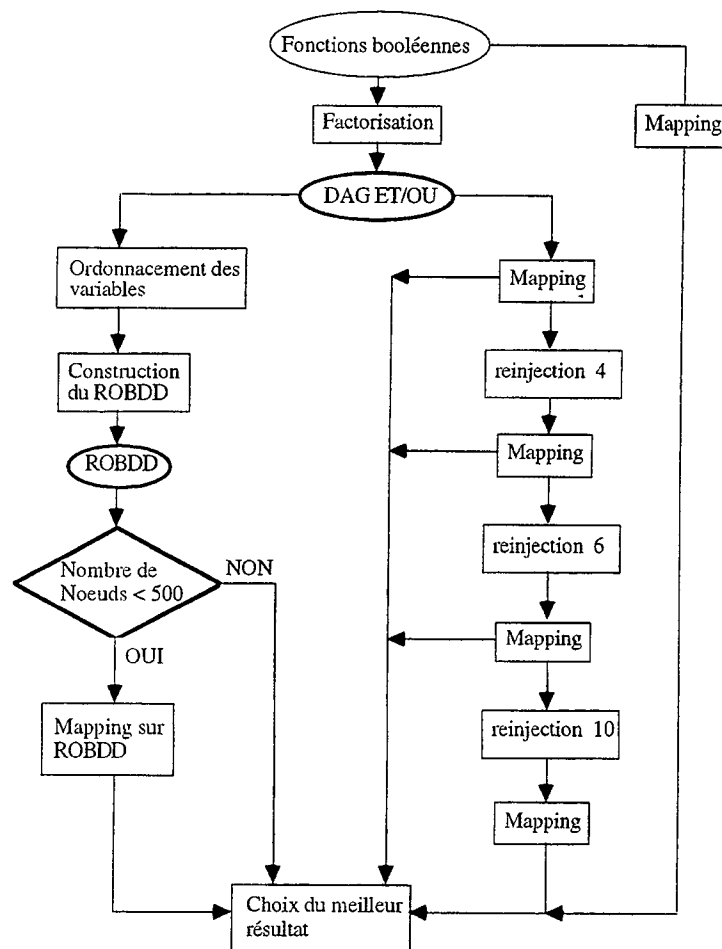 Fonctions booléennes
Factorisation
Mapping
DAG ET/OU
Ordonnacement des
variables
Mapping
Construction
du ROBDD
reinjection 4
ROBDD
Mapping
Nombre de
Noeuds < 500
NON
reinjection 6
OUI
Mapping
Mapping sur
ROBDD
reinjection 10
Mapping
Choix du meilleur
résultat